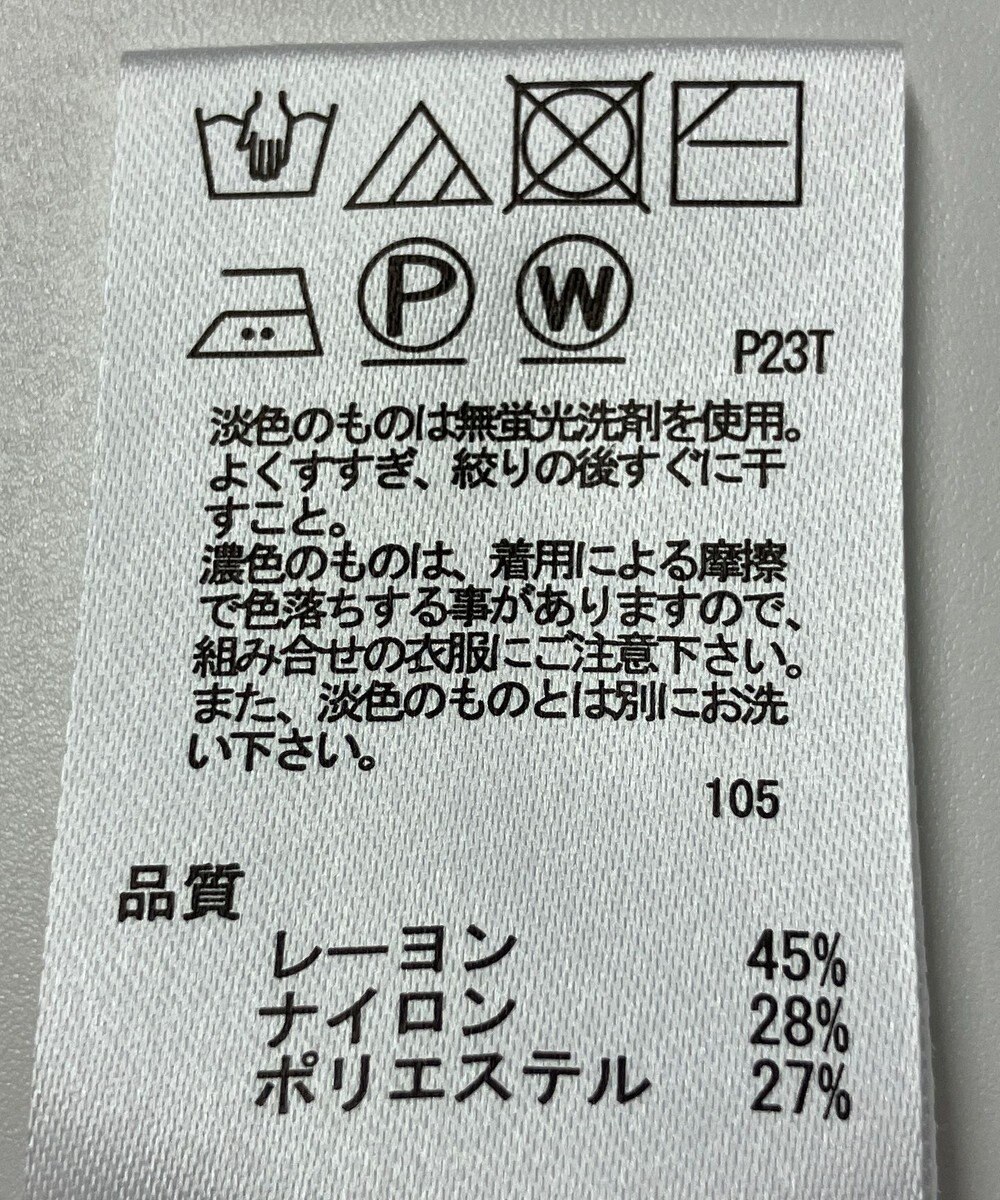 P
W
P23T
淡色のものは無蛍光洗剤を使用。
よくすすぎ、絞りの後すぐに干
すこと。
濃色のものは、着用による摩擦
で色落ちする事がありますので、
組み合せの衣服にご注意下さい。
また、淡色のものとは別にお洗
い下さい。
105
品質
レーヨン 45%
ナイロン 28%
ポリエステル 27%